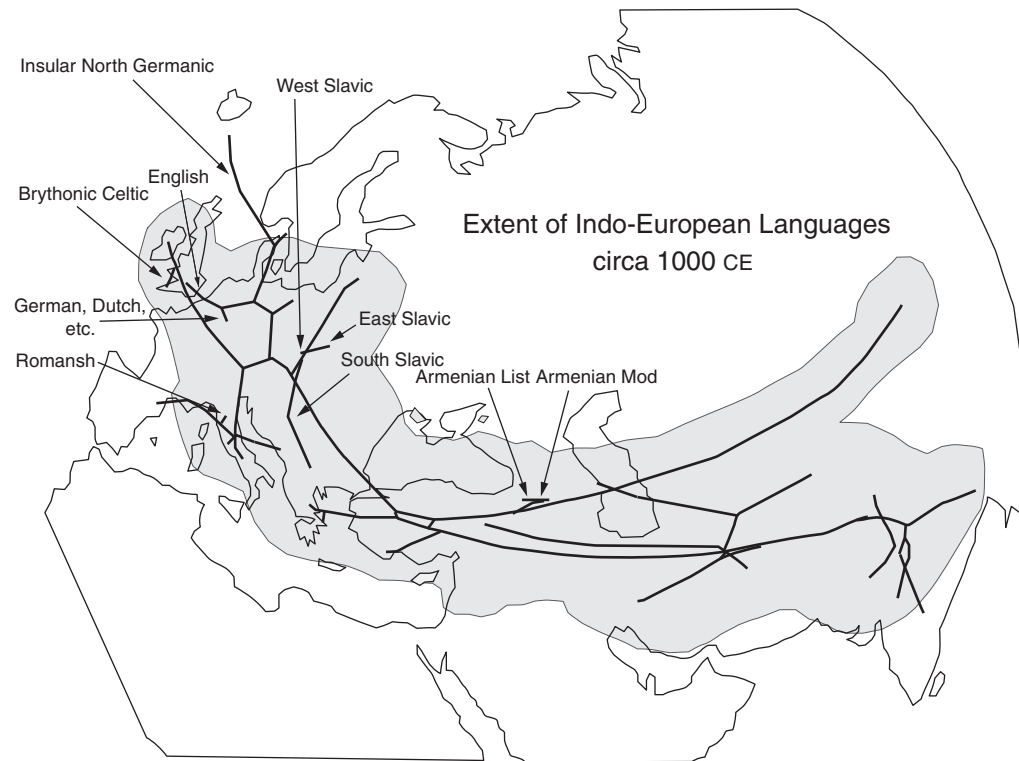 Insular North Germanic
West Slavic
English
Brythonic Celtic
Extent of Indo-European Languages
circa 1000 CE
German, Dutch,
etc.
East Slavic
Romansh
South Slavic
Armenian List Armenian Mod